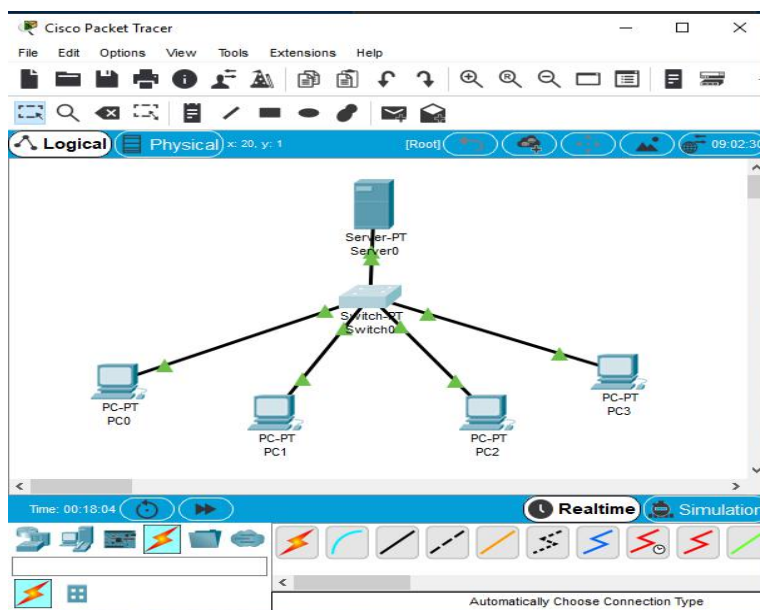 Cisco Packet Tracer
File Edit Options View Tools Extensions Help
Logical Physical x: 20, y: 1 [Root] 09:02:30
Server-PT
Server0
Switch-PT
Switch0
PC-PT
PC0
PC-PT
PC1
PC-PT
PC2
PC-PT
PC3
Time: 00:18:04 Realtime Simulation
Automatically Choose Connection Type